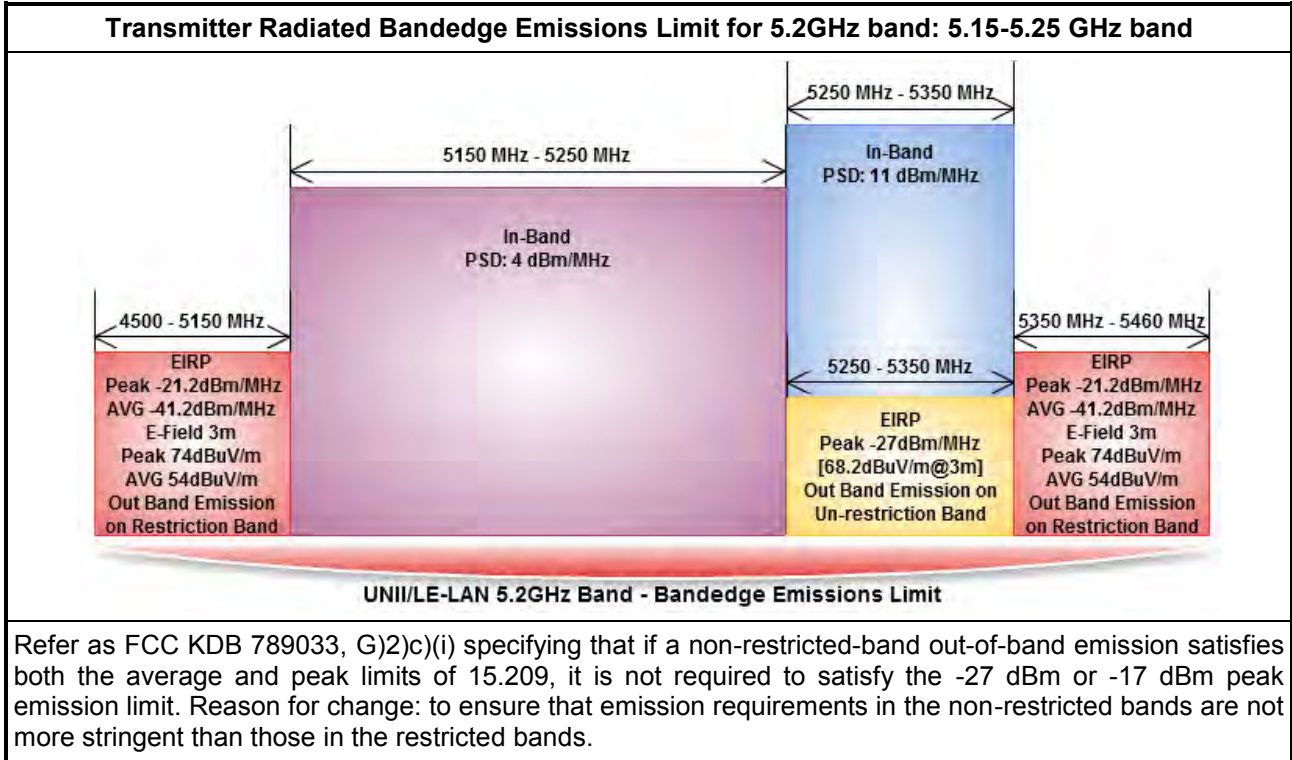 Transmitter Radiated Bandedge Emissions Limit for 5.2GHz band: 5.15-5.25 GHz band
5250 MHz - 5350 MHz
5150 MHz - 5250 MHz
In-Band
PSD: 11 dBm/MHz
In-Band
PSD: 4 dBm/MHz
4500 - 5150 MHz
EIRP
Peak -21.2dBm/MHz
AVG -41.2dBm/MHz
E-Field 3m
Peak 74dBuV/m
AVG 54dBuV/m
Out Band Emission
on Restriction Band
5250 - 5350 MHz
EIRP
Peak -27dBm/MHz
[68.2dBuV/m@3m]
Out Band Emission on
Un-restriction Band
5350 MHz - 5460 MHz
EIRP
Peak -21.2dBm/MHz
AVG -41.2dBm/MHz
E-Field 3m
Peak 74dBuV/m
AVG 54dBuV/m
Out Band Emission
on Restriction Band
UNII/LE-LAN 5.2GHz Band - Bandedge Emissions Limit
Refer as FCC KDB 789033, G)2)c)(i) specifying that if a non-restricted-band out-of-band emission satisfies
both the average and peak limits of 15.209, it is not required to satisfy the -27 dBm or -17 dBm peak
emission limit. Reason for change: to ensure that emission requirements in the non-restricted bands are not
more stringent than those in the restricted bands.